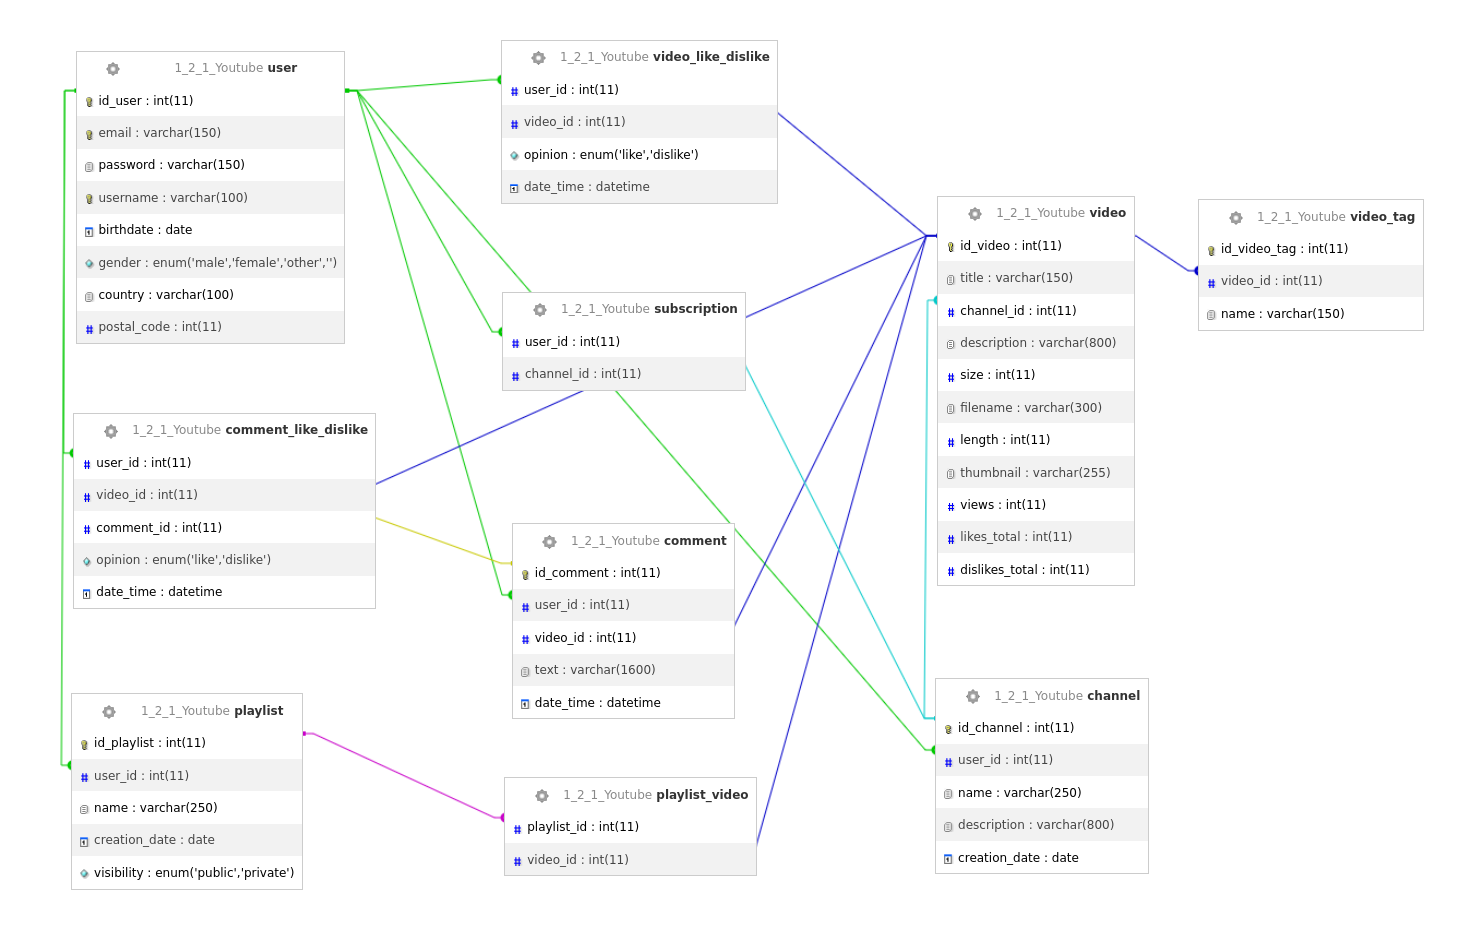 1_2_1_Youtube user
id_user : int(11)
email : varchar(150)
password : varchar(150)
username : varchar(100)
birthdate : date
gender : enum('male','female','other','')
country : varchar(100)
postal_code : int(11)
1_2_1_Youtube video_like_dislike
user_id : int(11)
video_id : int(11)
opinion : enum('like','dislike')
date_time : datetime
1_2_1_Youtube subscription
user_id : int(11)
channel_id : int(11)
1_2_1_Youtube video
id_video : int(11)
title : varchar(150)
channel_id : int(11)
description : varchar(800)
size : int(11)
filename : varchar(300)
length : int(11)
thumbnail : varchar(255)
views : int(11)
likes_total : int(11)
dislikes_total : int(11)
1_2_1_Youtube video_tag
id_video_tag : int(11)
video_id : int(11)
name : varchar(150)
1_2_1_Youtube comment_like_dislike
user_id : int(11)
video_id : int(11)
comment_id : int(11)
opinion : enum('like','dislike')
date_time : datetime
1_2_1_Youtube comment
id_comment : int(11)
user_id : int(11)
video_id : int(11)
text : varchar(1600)
date_time : datetime
1_2_1_Youtube playlist
id_playlist : int(11)
user_id : int(11)
name : varchar(250)
creation_date : date
visibility : enum('public','private')
1_2_1_Youtube playlist_video
playlist_id : int(11)
video_id : int(11)
1_2_1_Youtube channel
id_channel : int(11)
user_id : int(11)
name : varchar(250)
description : varchar(800)
creation_date : date